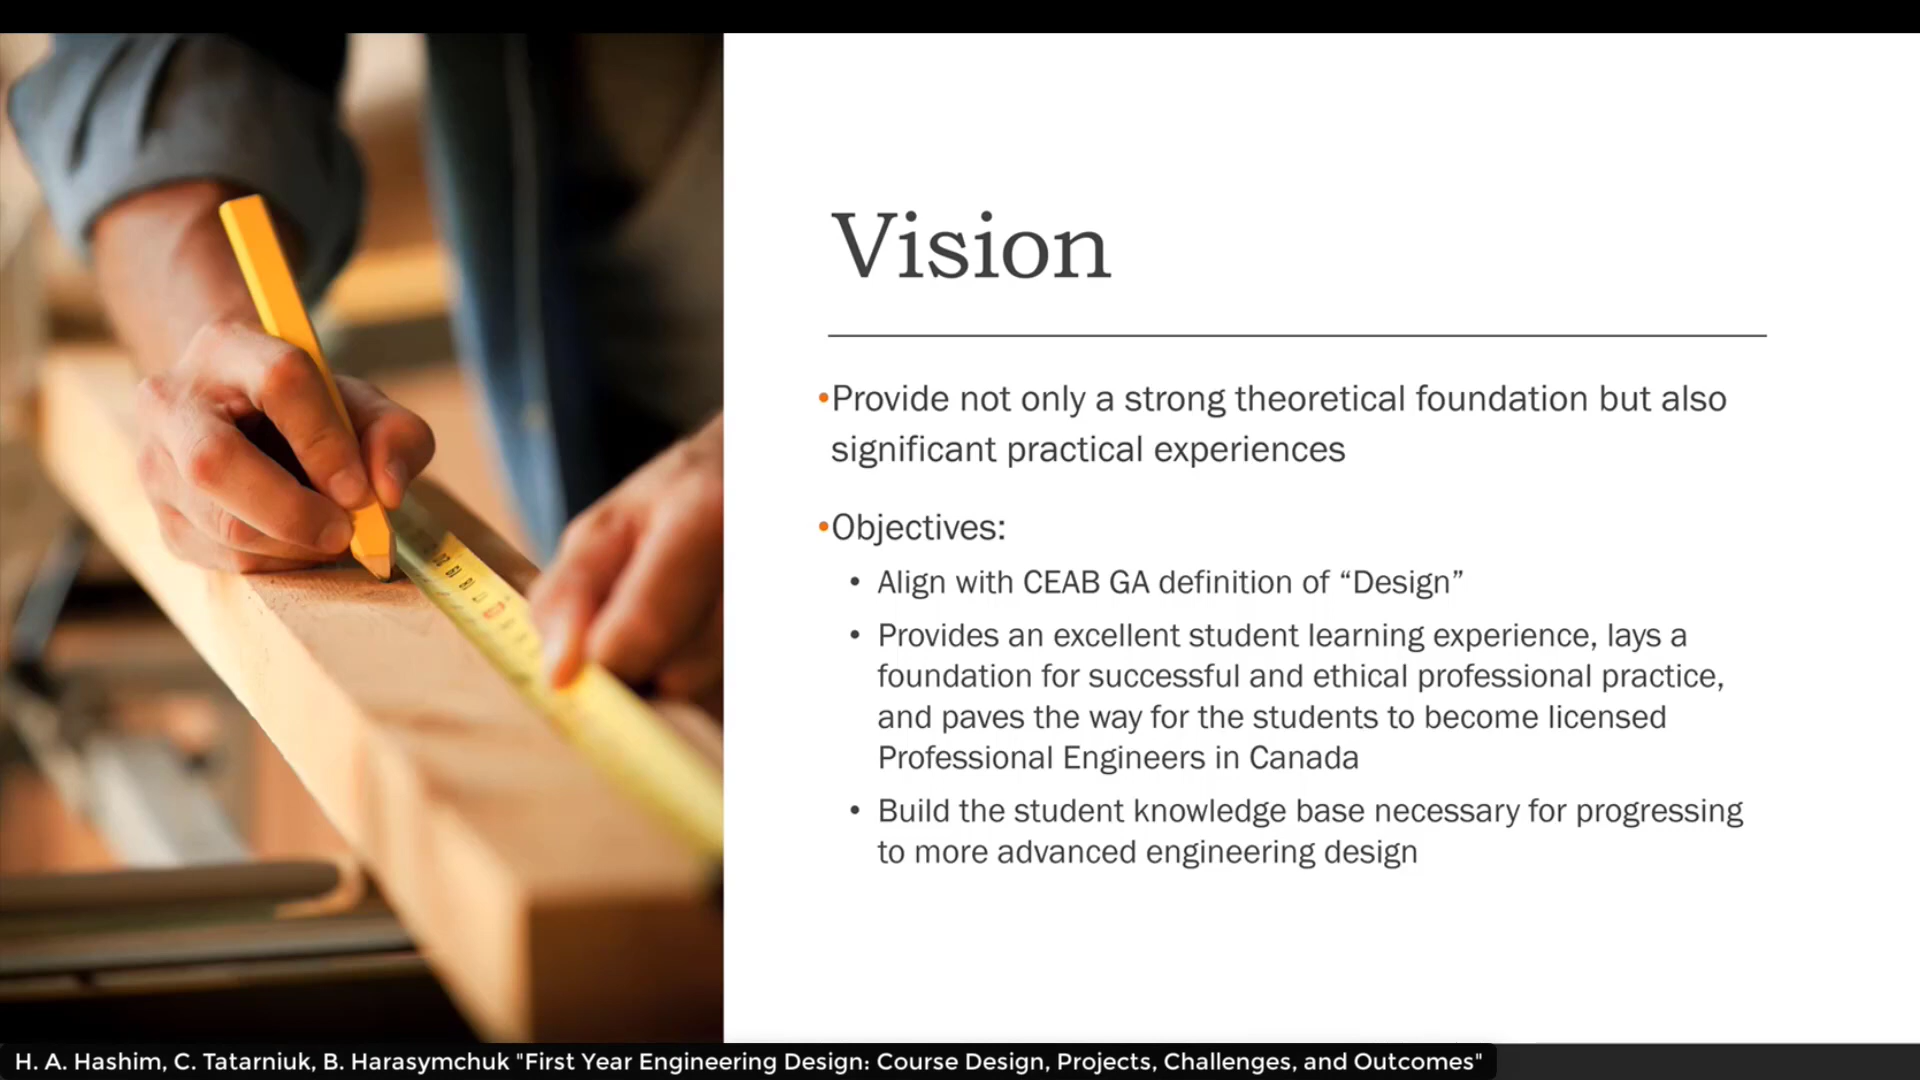 Vision
•Provide not only a strong theoretical foundation but also
significant practical experiences
•Objectives:
• Align with CEAB GA definition of “Design”
• Provides an excellent student learning experience, lays a
foundation for successful and ethical professional practice,
and paves the way for the students to become licensed
Professional Engineers in Canada
• Build the student knowledge base necessary for progressing
to more advanced engineering design
H. A. Hashim, C. Tatarniuk, B. Harasymchuk "First Year Engineering Design: Course Design, Projects, Challenges, and Outcomes"